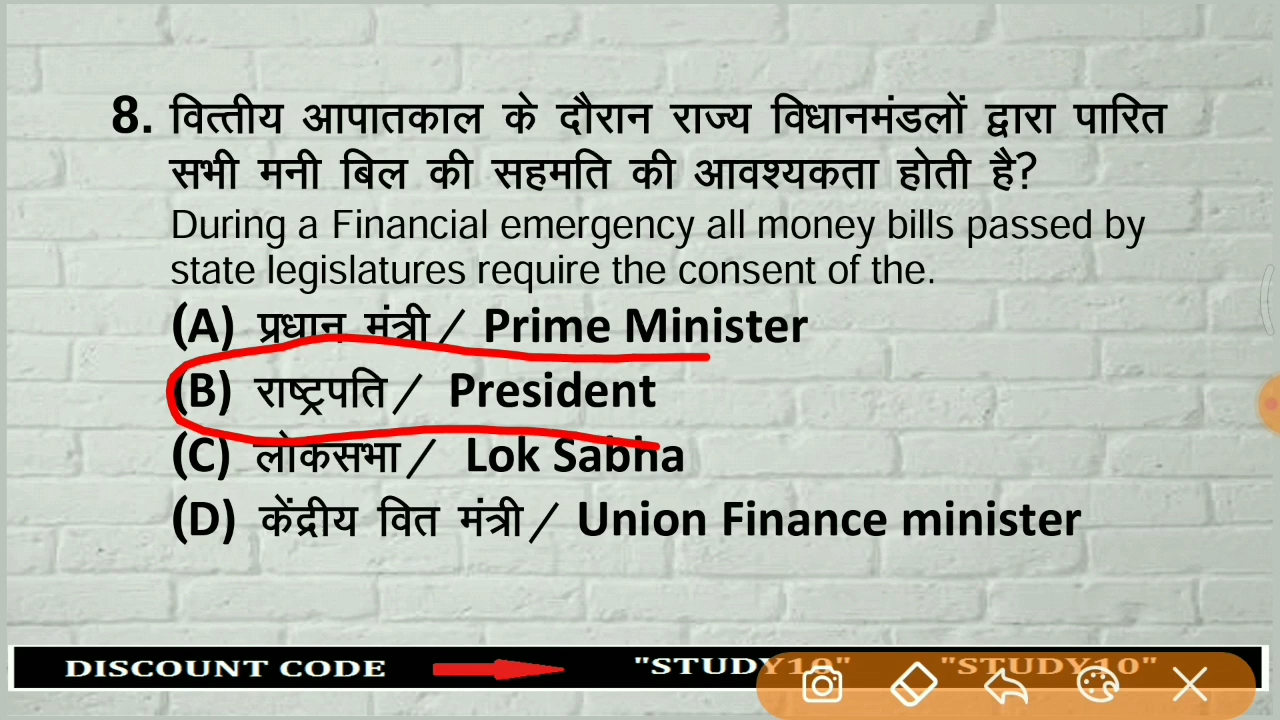 8. वित्तीय आपातकाल के दौरान राज्य विधानमंडलों द्वारा पारित
सभी मनी बिल की सहमति की आवश्यकता होती है?
During a Financial emergency all money bills passed by
state legislatures require the consent of the.
(A) प्रधान मंत्री / Prime Minister
(B) राष्ट्रपति / President
(C) लोकसभा / Lok Sabha
(D) केंद्रीय वित मंत्री / Union Finance minister
DISCOUNT CODE "STUDY10" "STUDY10"